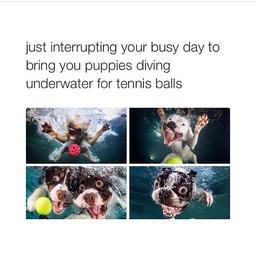 just interrupting your busy day to
bring you puppies diving
underwater for tennis balls